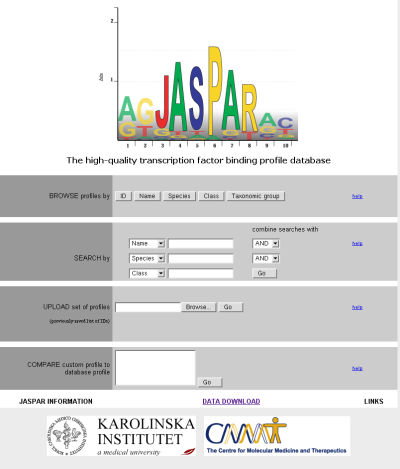 2
bits
1
AGJASPARAC
1 2 3 4 5 6 7 8 9 10
The high-quality transcription factor binding profile database
BROWSE profiles by ID Name Species Class Taxonomic group help
combine searches with
Name AND help
SEARCH by Species AND
Class Go
UPLOAD set of profiles Browse... Go help
(previously saved list of IDs)
COMPARE custom profile to
database profile help
Go
JASPAR INFORMATION DATA DOWNLOAD LINKS
KAROLINSKA
INSTITUTET
a medical university
CMMT
The Centre for Molecular Medicine and Therapeutics